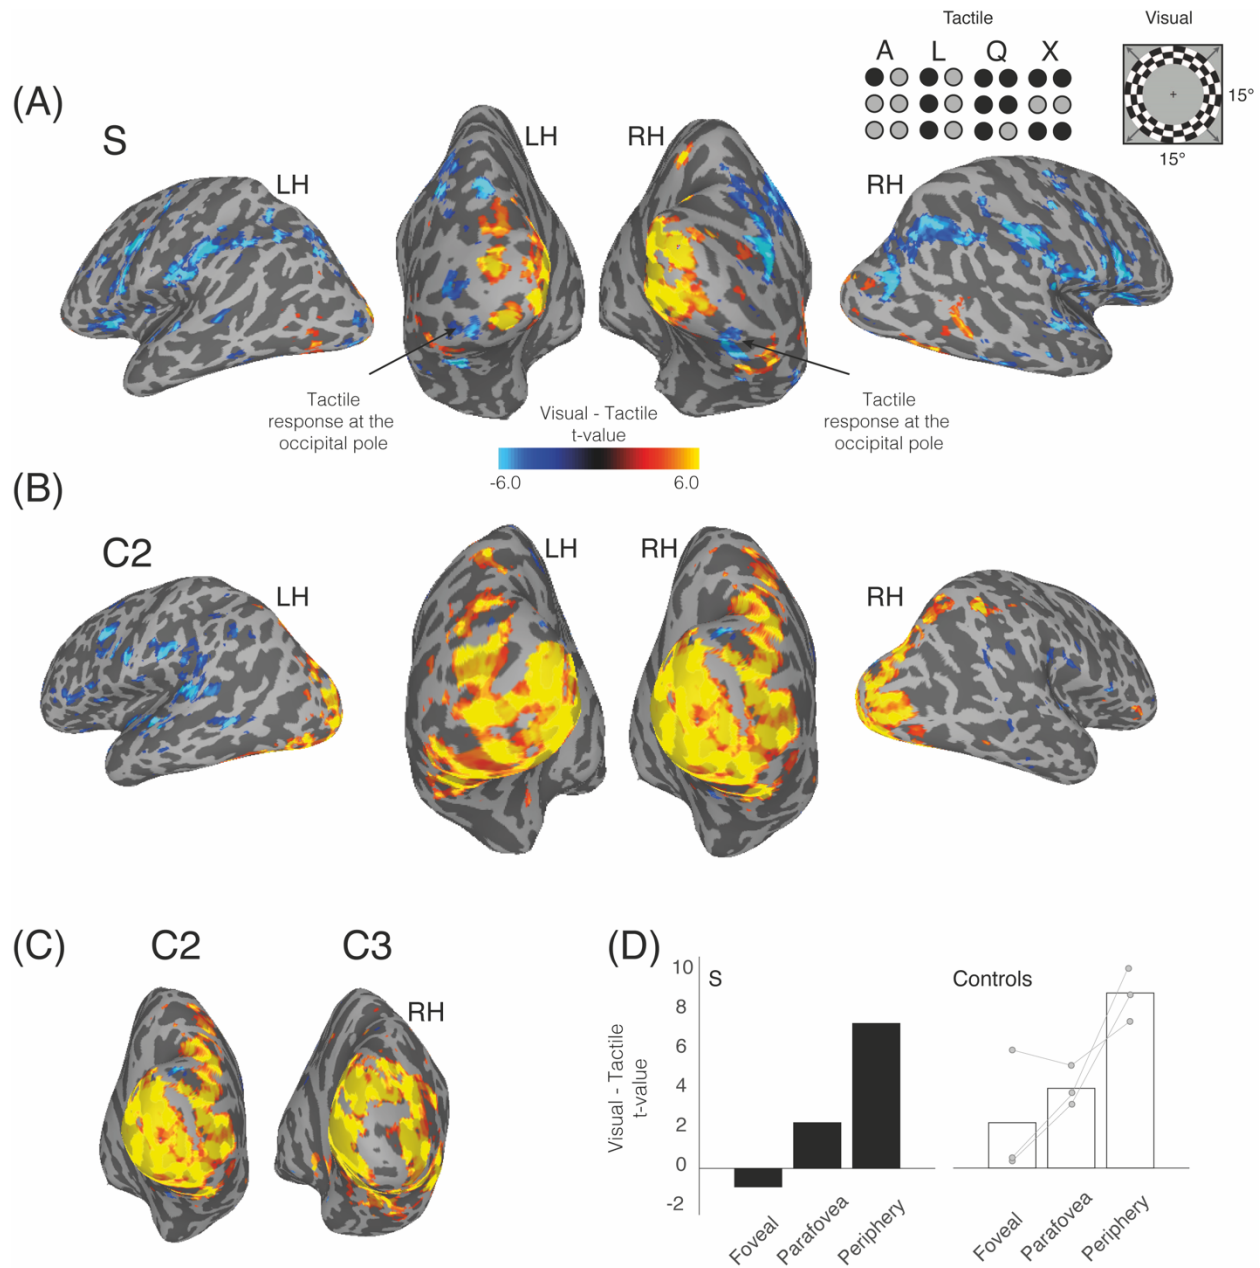 Tactile
Visual
A L Q X
15°
15°
(A)
S
LH
LH
RH
RH
Tactile
response at the
occipital pole
Visual - Tactile
t-value
-6.0
6.0
Tactile
response at the
occipital pole
(B)
C2
LH
LH
RH
RH
(C)
C2
C3
RH
(D)
S
Controls
Visual - Tactile
t-value
10
8
6
4
2
0
-2
Foveal
Parafovea
Periphery
Foveal
Parafovea
Periphery